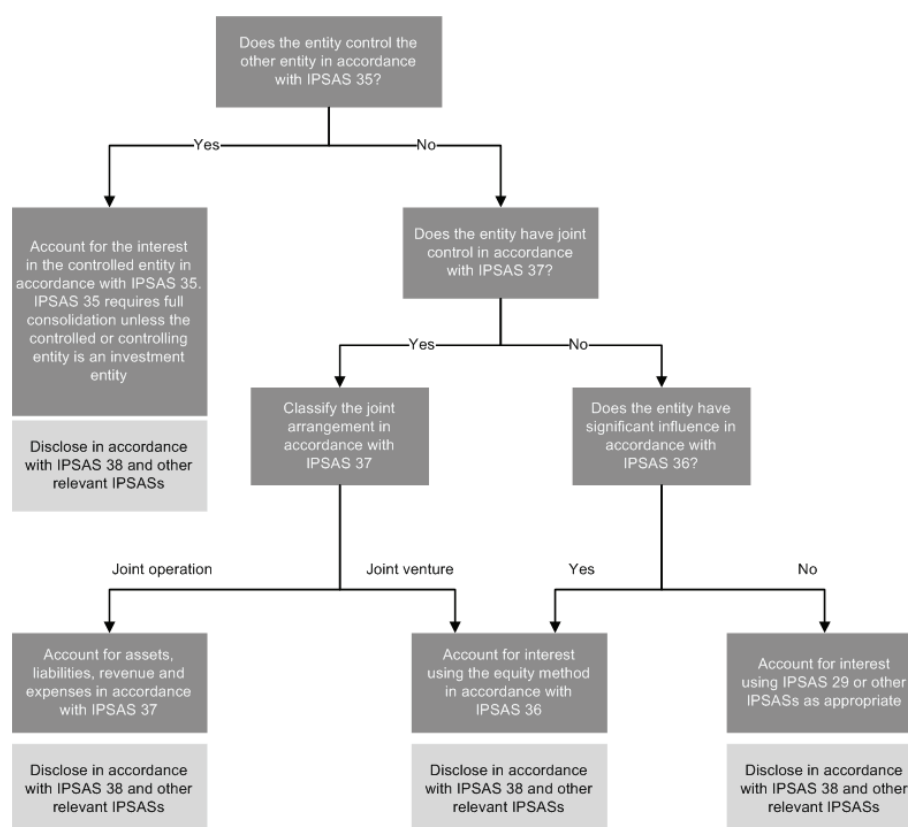 Does the entity control the
other entity in accordance
with IPSAS 35?
Yes
No
Account for the interest
in the controlled entity in
accordance with IPSAS 35.
IPSAS 35 requires full
consolidation unless the
controlled or controlling
entity is an investment
entity
Disclose in accordance
with IPSAS 38 and other
relevant IPSASs
Does the entity have joint
control in accordance
with IPSAS 37?
Yes
No
Classify the joint
arrangement in
accordance with
IPSAS 37
Does the entity have
significant influence in
accordance with
IPSAS 36?
Joint operation
Joint venture
Yes
No
Account for assets,
liabilities, revenue and
expenses in accordance
with IPSAS 37
Disclose in accordance
with IPSAS 38 and other
relevant IPSASs
Account for interest
using the equity method
in accordance with
IPSAS 36
Disclose in accordance
with IPSAS 38 and other
relevant IPSASs
Account for interest
using IPSAS 29 or other
IPSASs as appropriate
Disclose in accordance
with IPSAS 38 and other
relevant IPSASs